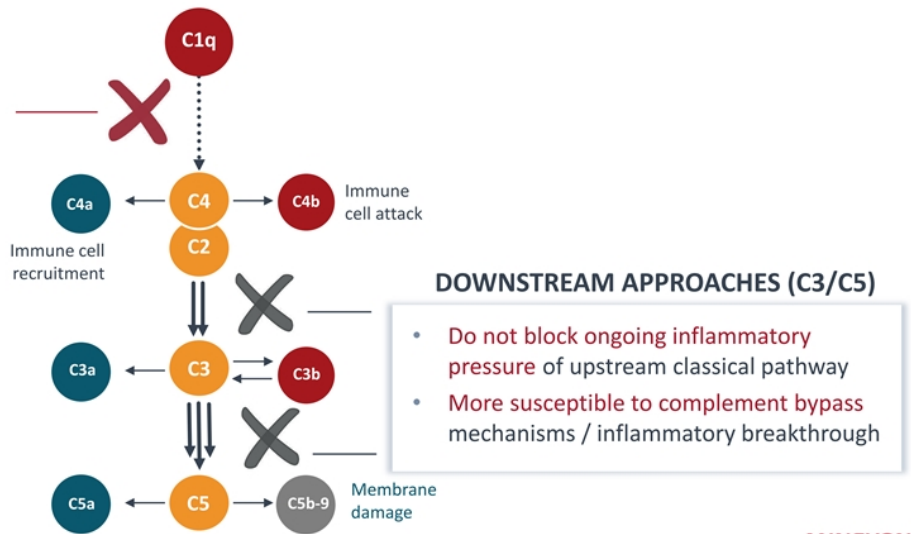 C1q
C4a
C4
C4b
Immune
cell attack
C2
Immune cell
recruitment
DOWNSTREAM APPROACHES (C3/C5)
• Do not block ongoing inflammatory
pressure of upstream classical pathway
• More susceptible to complement bypass
mechanisms / inflammatory breakthrough
C3a
C3
C3b
C5a
C5
C5b-9
Membrane
damage